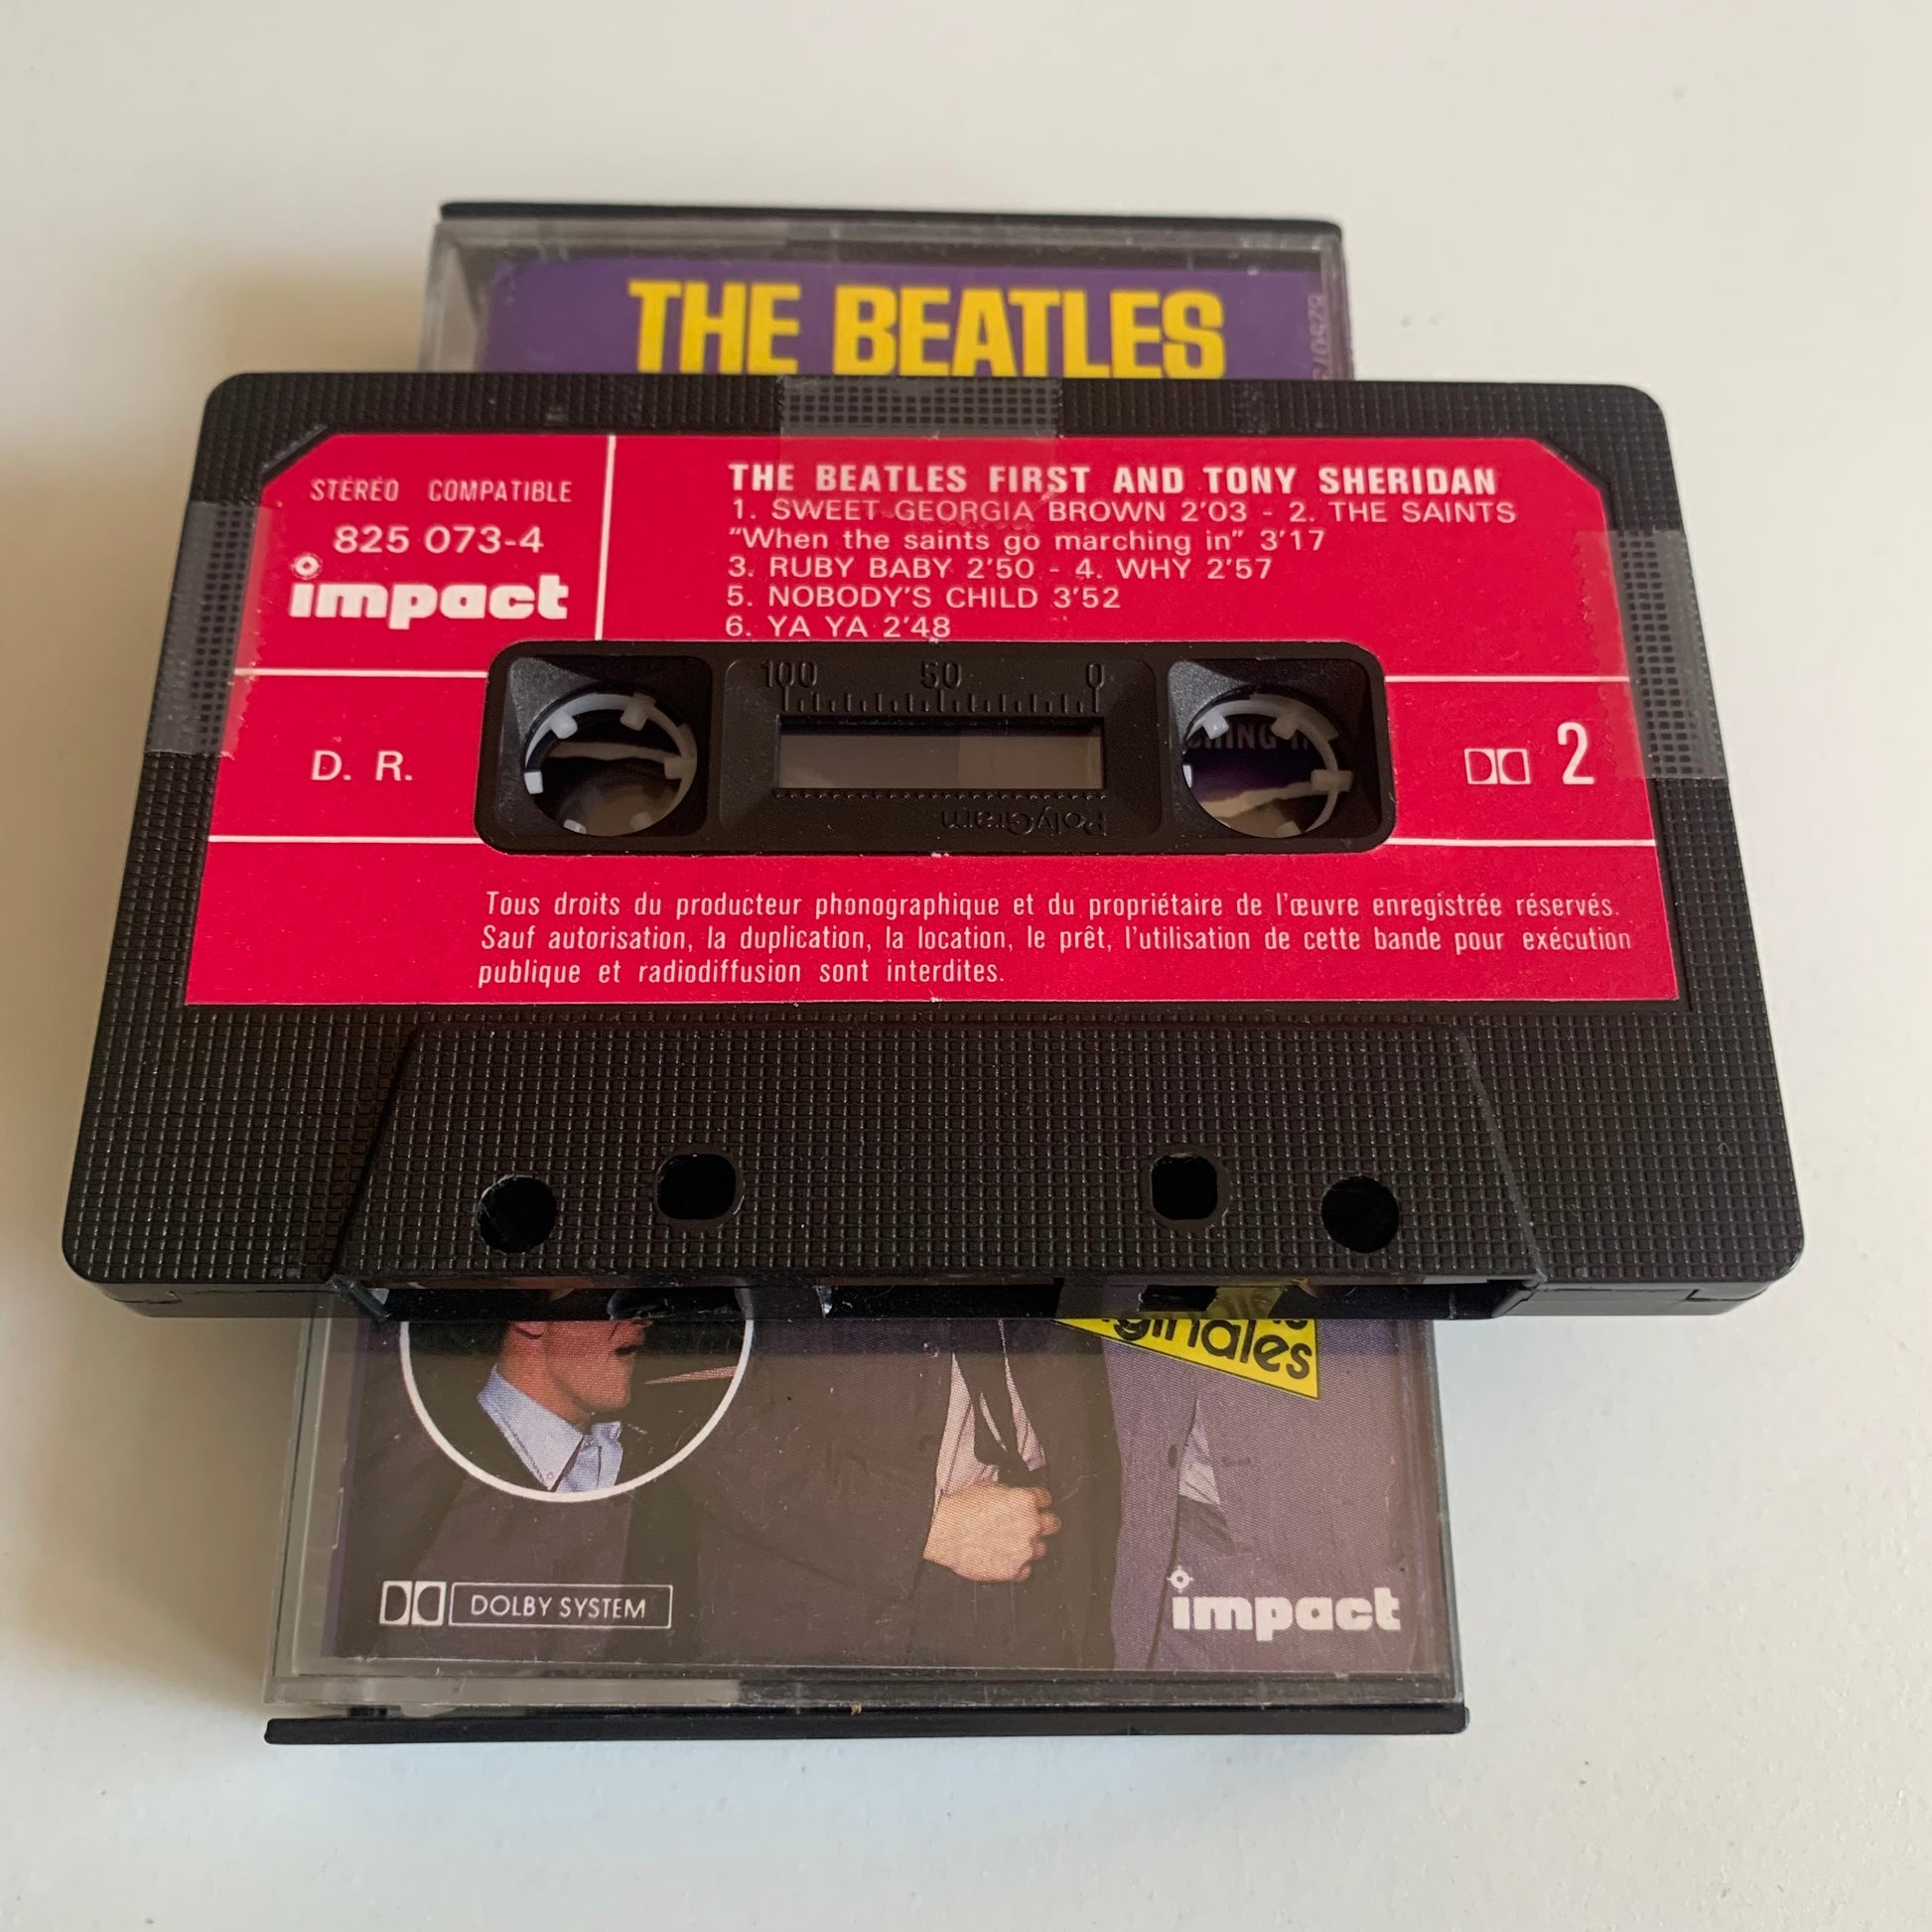 THE BEATLES
STÉRÉO COMPATIBLE
825 073-4
impact
THE BEATLES FIRST AND TONY SHERIDAN
1. SWEET GEORGIA BROWN 2'03 - 2. THE SAINTS
"When the saints go marching in" 3'17
3. RUBY BABY 2'50 - 4. WHY 2'57
5. NOBODY'S CHILD 3'52
6. YA YA 2'48
100 50 0
PolyGram
D. R.
2
Tous droits du producteur phonographique et du propriétaire de l'œuvre enregistrée réservés.
Sauf autorisation, la duplication, la location, le prêt, l'utilisation de cette bande pour exécution
publique et radiodiffusion sont interdites.
DOLBY SYSTEM
impact